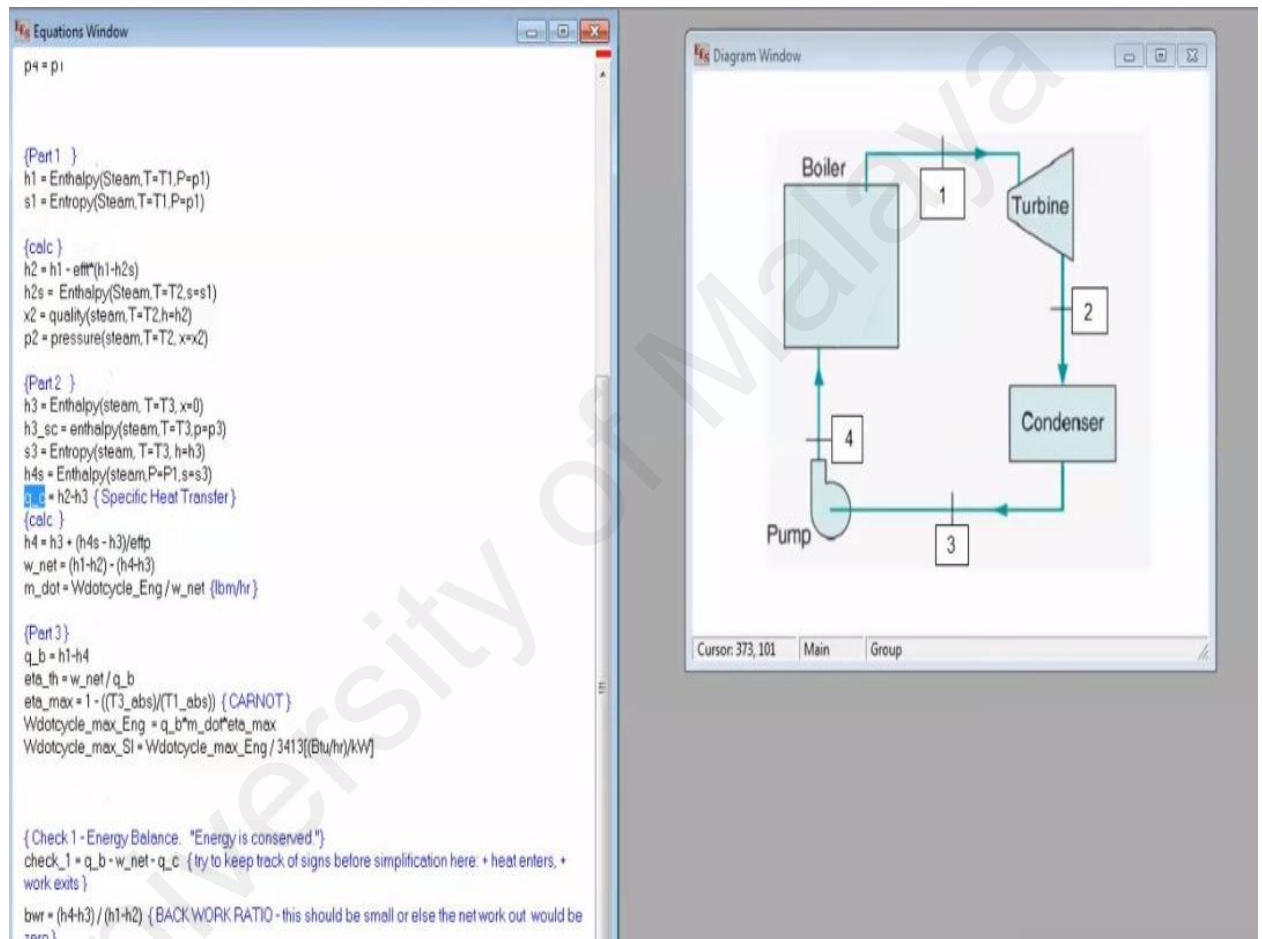 Equations Window
p4 = p1
{Part 1 }
h1 = Enthalpy(Steam,T=T1,P=p1)
s1 = Entropy(Steam,T=T1,P=p1)
{calc }
h2 = h1 - efft*(h1-h2s)
h2s = Enthalpy(Steam,T=T2,s=s1)
x2 = quality(steam,T=T2,h=h2)
p2 = pressure(steam,T=T2, x=x2)
{Part 2 }
h3 = Enthalpy(steam, T=T3, x=0)
h3_sc = enthalpy(steam,T=T3,p=p3)
s3 = Entropy(steam, T=T3, h=h3)
h4s = Enthalpy(steam,P=P1,s=s3)
q_c = h2-h3 { Specific Heat Transfer }
{calc }
h4 = h3 + (h4s - h3)/effp
w_net = (h1-h2) - (h4-h3)
m_dot = Wdotcycle_Eng / w_net {lbm/hr}
{Part 3}
q_b = h1-h4
eta_th = w_net / q_b
eta_max = 1 - ((T3_abs)/(T1_abs)) { CARNOT }
Wdotcycle_max_Eng = q_b*m_dot*eta_max
Wdotcycle_max_SI = Wdotcycle_max_Eng / 3413[(Btu/hr)/kW]
{ Check 1 - Energy Balance. "Energy is conserved."}
check_1 = q_b - w_net - q_c { try to keep track of signs before simplification here: + heat enters, +
work exits }
bwr = (h4-h3) / (h1-h2) { BACK WORK RATIO - this should be small or else the net work out would be
zero }
Diagram Window
Boiler
1
Turbine
2
Condenser
4
Pump
3
Cursor: 373, 101 Main Group
University of Malaya